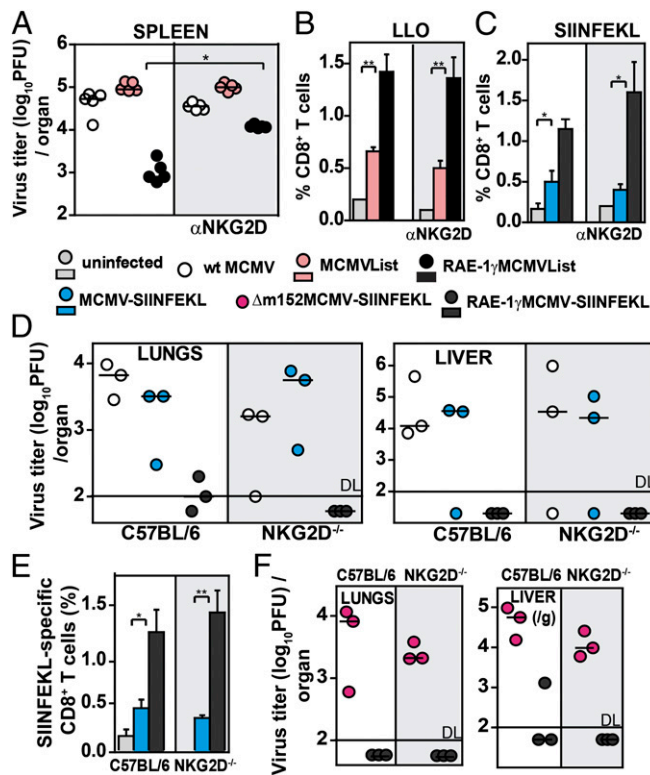 A SPLEEN
Virus titer (log10PFU)
/ organ
6
5
4
3
2
*
αNKG2D
B LLO
% CD8+ T cells
1.5
1.0
0.5
0.0
**
**
αNKG2D
C SIINFEKL
% CD8+ T cells
2.0
1.5
1.0
0.5
0.0
*
*
αNKG2D
uninfected wt MCMV MCMVList RAE-1γMCMVList
MCMV-SIINFEKL Δm152MCMV-SIINFEKL RAE-1γMCMV-SIINFEKL
D
Virus titer (log10PFU)
/organ
LUNGS
4
3
2
DL
C57BL/6 NKG2D-/-
LIVER
6
5
4
3
2
DL
C57BL/6 NKG2D-/-
E
SIINFEKL-specific
CD8+ T cells (%)
1.5
1.0
0.5
0.0
*
**
C57BL/6 NKG2D-/-
F
Virus titer (log10PFU) /
organ
C57BL/6 NKG2D-/-
LUNGS
4
3
2
DL
C57BL/6 NKG2D-/-
LIVER
(/g)
5
4
3
2
DL